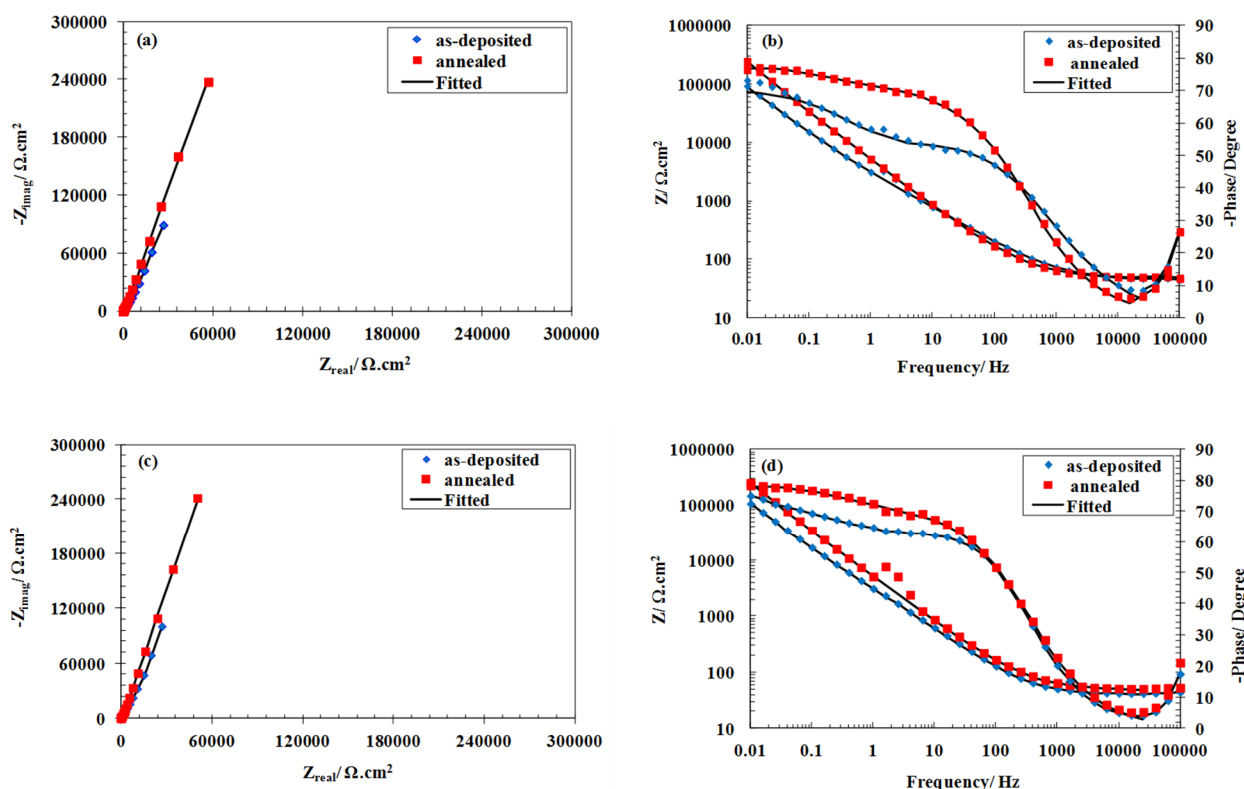 (a)
as-deposited
annealed
Fitted
300000
240000
180000
120000
60000
0
-Zimag/ Ω.cm²
0 60000 120000 180000 240000 300000
Zreal/ Ω.cm²
(b)
as-deposited
annealed
Fitted
1000000
100000
10000
1000
100
10
Z/ Ω.cm²
90
80
70
60
50
40
30
20
10
0
-Phase/ Degree
0.01 0.1 1 10 100 1000 10000 100000
Frequency/ Hz
(c)
as-deposited
annealed
Fitted
300000
240000
180000
120000
60000
0
-Zimag/ Ω.cm²
0 60000 120000 180000 240000 300000
Zreal/ Ω.cm²
(d)
as-deposited
annealed
Fitted
1000000
100000
10000
1000
100
10
Z/ Ω.cm²
90
80
70
60
50
40
30
20
10
0
-Phase/ Degree
0.01 0.1 1 10 100 1000 10000 100000
Frequency/ Hz